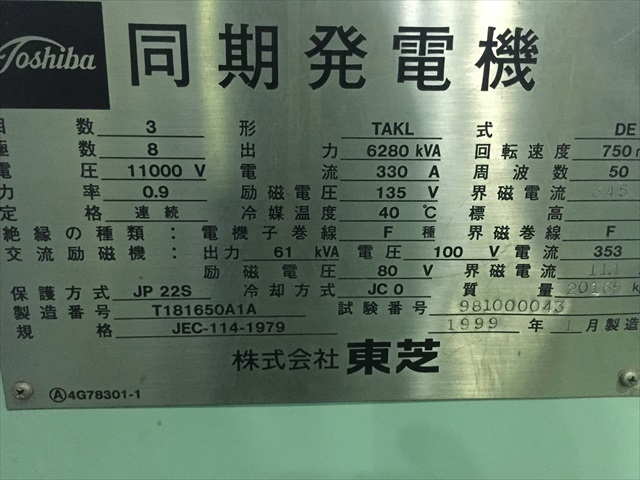 Toshiba 同期発電機
目数 3 形 TAKL 式 DE
極数 8 出力 6280 kVA 回転速度 750
電圧 11000 V 電流 330 A 周波数 50
力率 0.9 励磁電圧 135 V 界磁電流 345
定格 連続 冷媒温度 40 ℃ 標高
絶縁の種類：電機子巻線 F 種 界磁巻線 F
交流励磁機：出力 61 kVA 電圧 100 V 電流 353
励磁電圧 80 V 界磁電流 11.1
保護方式 JP 22S 冷却方式 JC 0 質量 20165
製造番号 T181650A1A 試験番号 981000043
規格 JEC-114-1979 1999 年 1 月製造
株式会社 東芝
Ⓐ4G78301-1